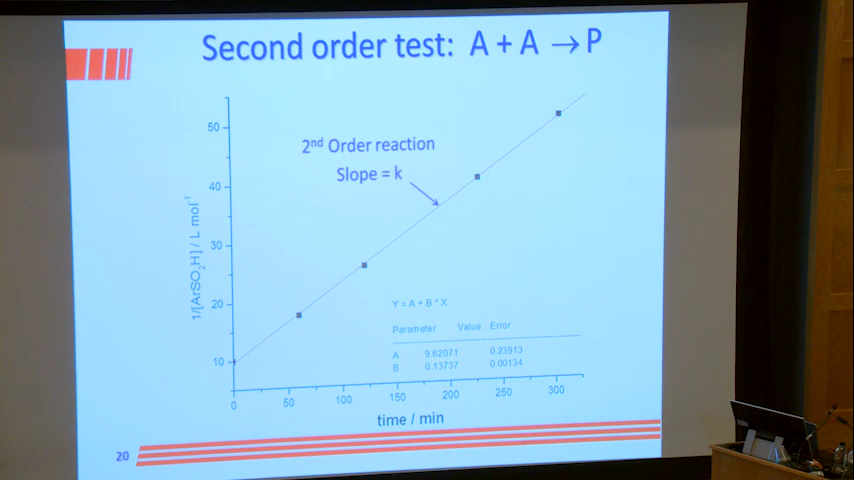 Second order test: A + A → P
2nd Order reaction
Slope = k
1/[ArSO2H] / L mol-1
50
40
30
20
10
Y = A + B * X
Parameter Value Error
A 9.62071 0.23913
B 0.13737 0.00134
0 50 100 150 200 250 300
time / min
20